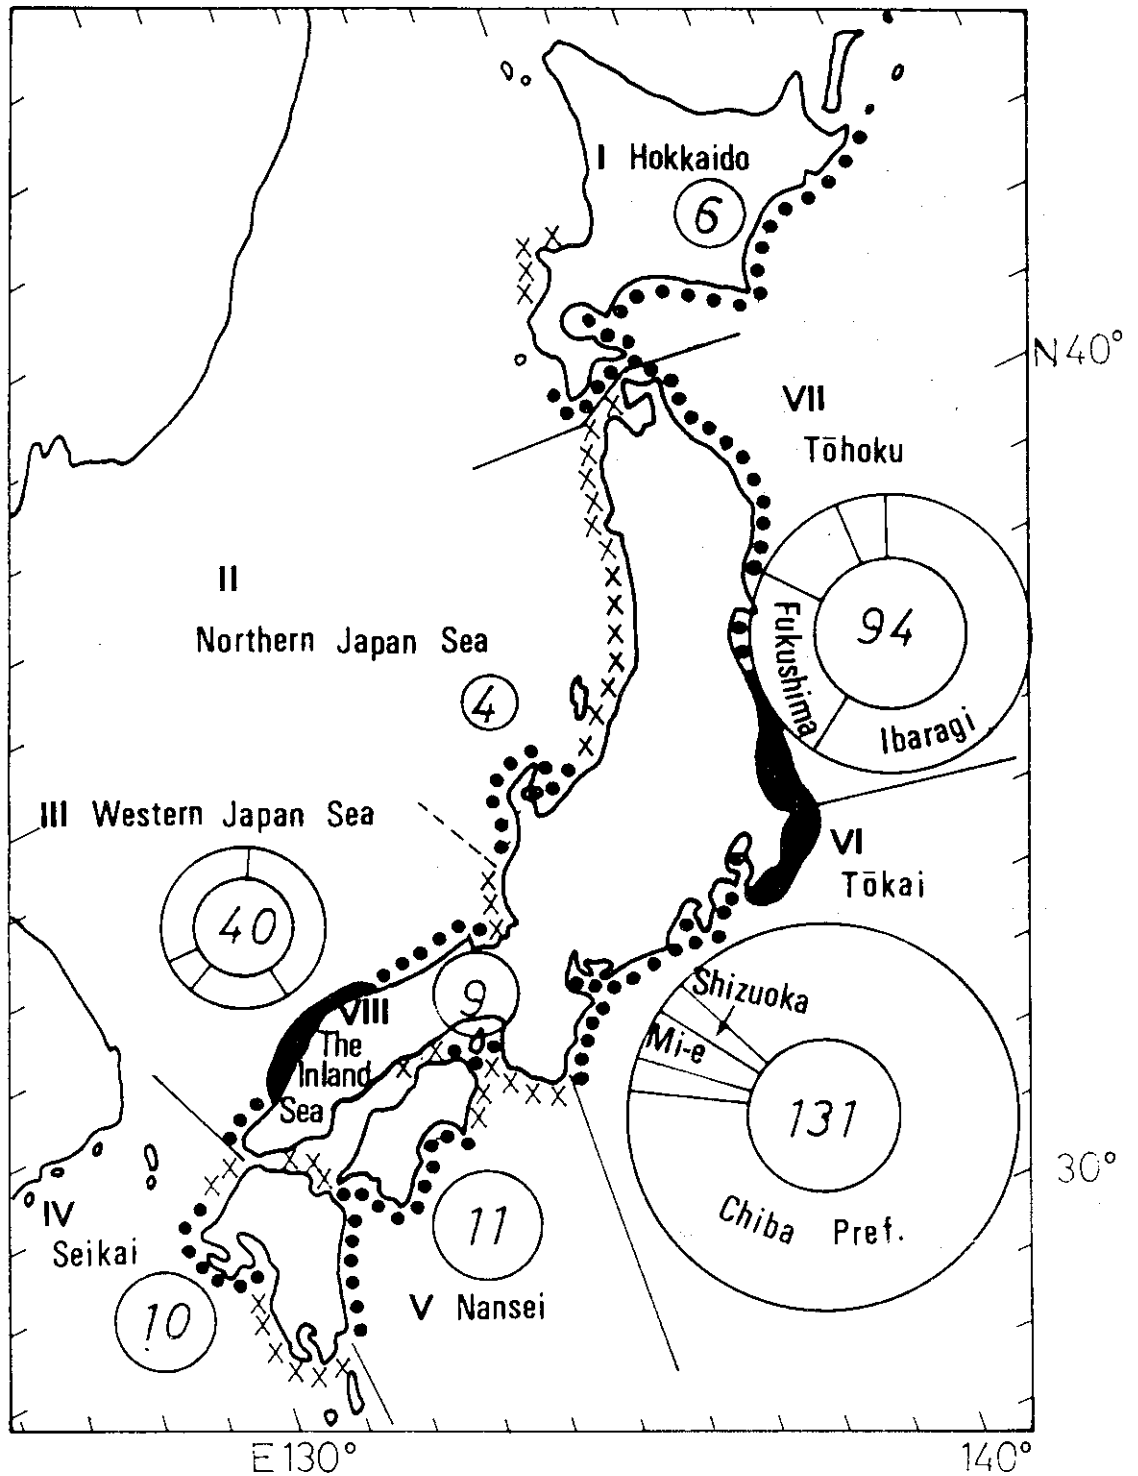 I Hokkaido
6
N40°
VII
Tōhoku
II
Northern Japan Sea
94
Fukushima
Ibaragi
4
III Western Japan Sea
VI
Tōkai
40
9
VIII
The
Inland
Sea
Shizuoka
Mi-e
131
30°
Chiba Pref.
IV
Seikai
11
V Nansei
10
E130°
140°